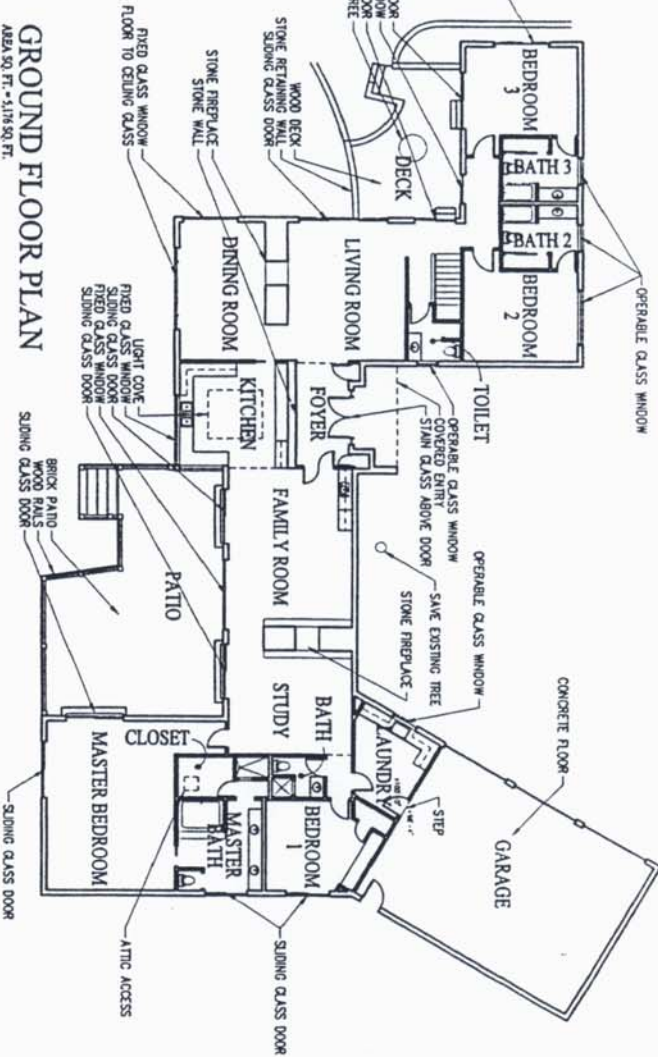 OPERABLE GLASS WINDOW
BEDROOM
3
BATH 3
BATH 2
BEDROOM
2
TOILET
OPERABLE GLASS WINDOW
COVERED ENTRY
STAIN GLASS ABOVE DOOR
SAVE EXISTING TREE
STONE FIREPLACE
OPERABLE GLASS WINDOW
CONCRETE FLOOR
DECK
LIVING ROOM
DINING ROOM
FOYER
KITCHEN
FAMILY ROOM
STUDY
BATH
LAUNDRY
STEP
GARAGE
PATIO
CLOSET
MASTER BEDROOM
MASTER
BATH
BEDROOM
1
WOOD DECK
STONE RETAINING WALL
SLIDING GLASS DOOR
STONE FIREPLACE
STONE WALL
FIXED GLASS WINDOW
FLOOR TO CEILING GLASS
LIGHT COVE
FIXED GLASS WINDOW
SLIDING GLASS DOOR
FIXED GLASS WINDOW
SLIDING GLASS DOOR
BRICK PATIO
WOOD RAILS
SLIDING GLASS DOOR
SLIDING GLASS DOOR
ATTIC ACCESS
SLIDING GLASS DOOR
GROUND FLOOR PLAN
AREA SQ. FT. = 5,176 SQ. FT.